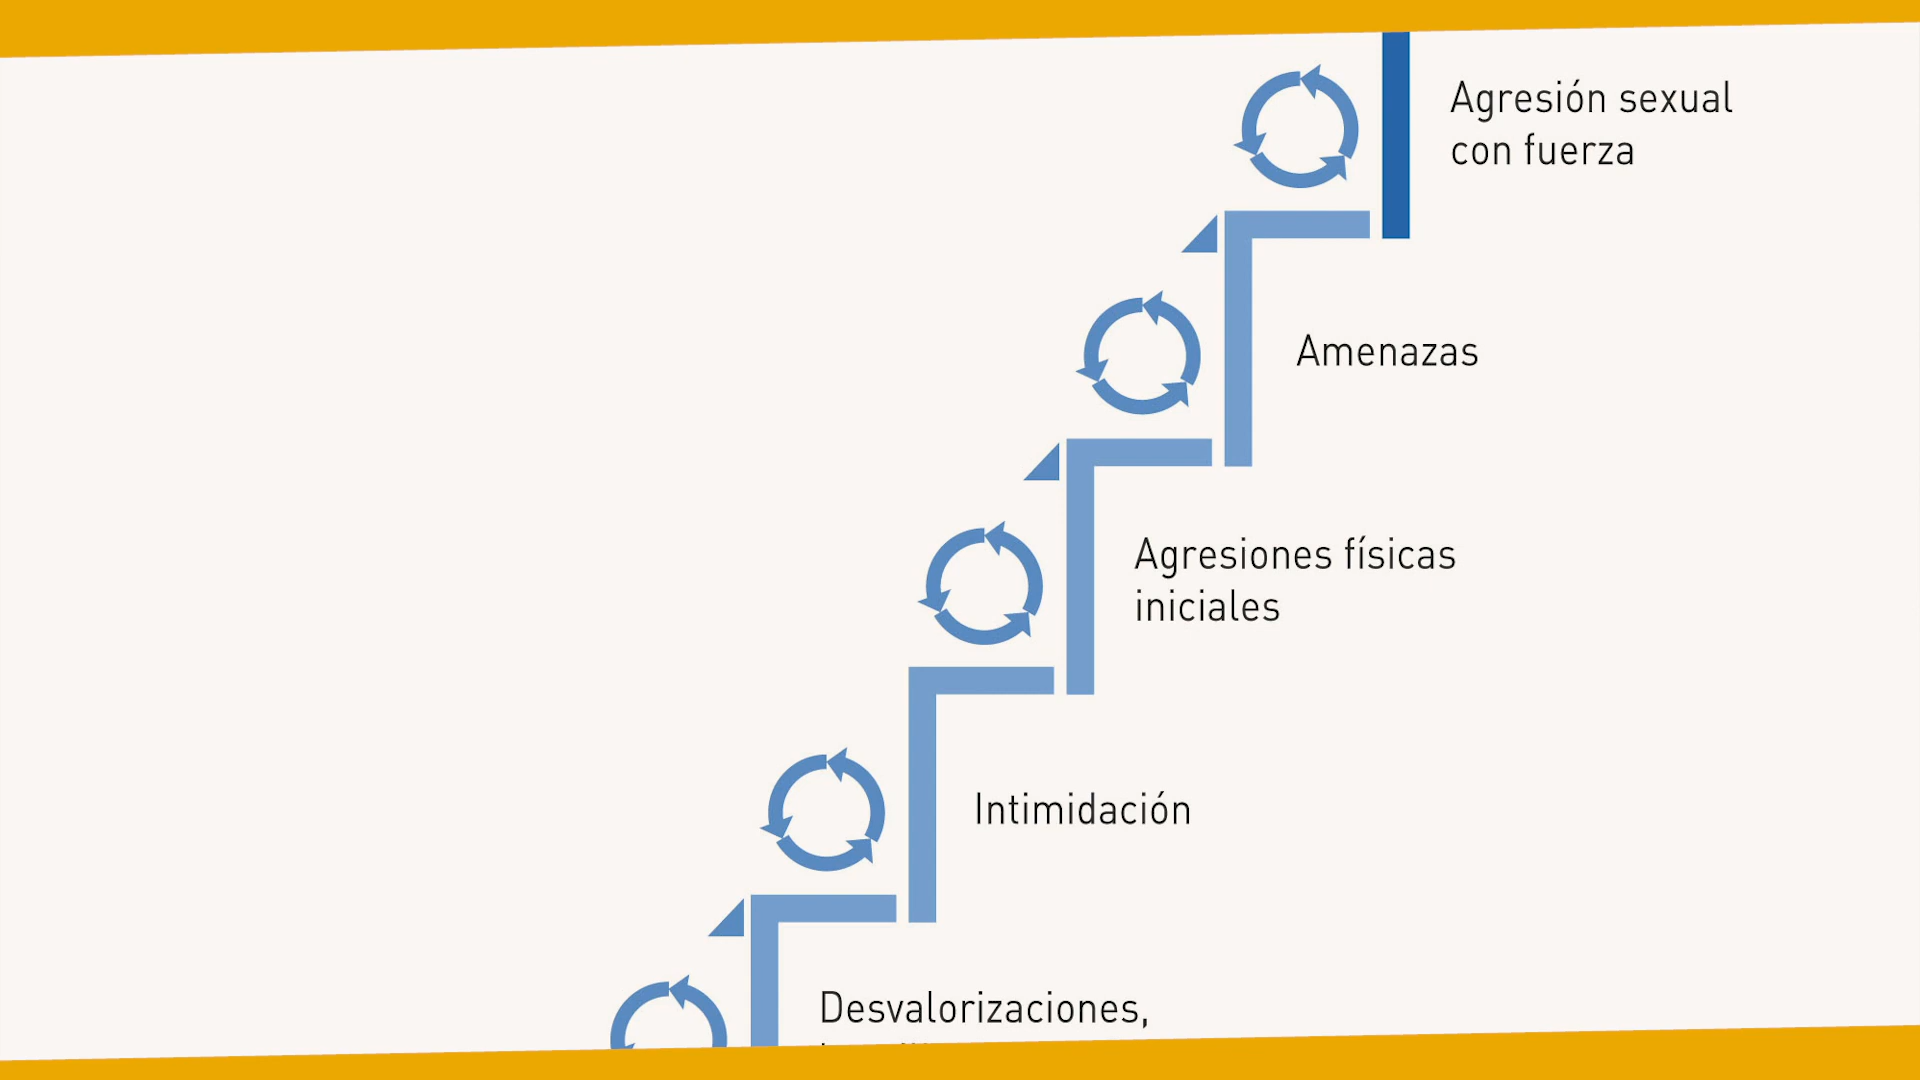 Agresión sexual
con fuerza
Amenazas
Agresiones físicas
iniciales
Intimidación
Desvalorizaciones,